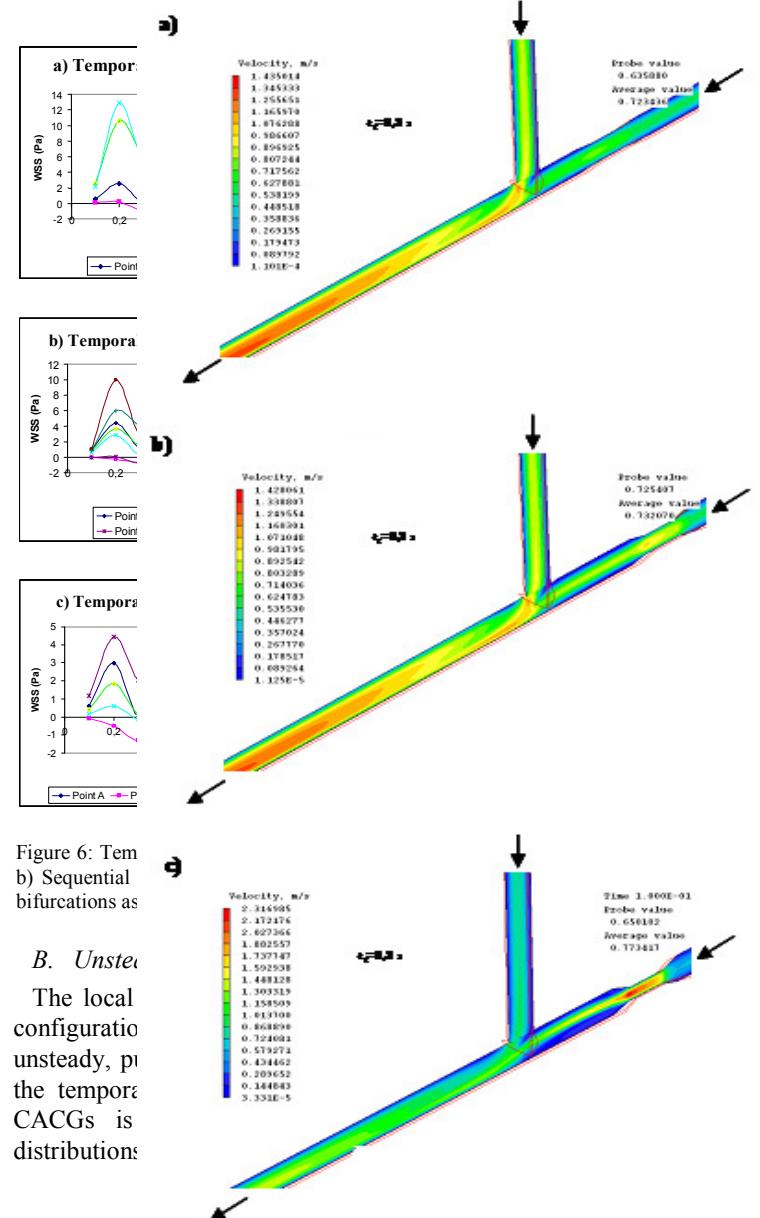 a) Tempora
WSS (Pa)
14
12
10
8
6
4
2
0
-2
0
0,2
Point
b) Tempora
WSS (Pa)
12
10
8
6
4
2
0
-2
0
0,2
Point
Point
c) Tempora
WSS (Pa)
5
4
3
2
1
0
-1
-2
0
0,2
Point A
P
Figure 6: Tem
b) Sequential
bifurcations as
B. Unstea
The local
configuration
unsteady, pu
the tempora
CACGs is
distributions
a)
Velocity, m/s
1.435014
1.345333
1.255651
1.165970
1.076288
0.986607
0.896925
0.807244
0.717562
0.627881
0.538199
0.448518
0.358836
0.269155
0.179473
0.089792
1.101E-4
Probe value
0.635880
Average value
0.723436
b)
Velocity, m/s
1.428061
1.338807
1.249554
1.160301
1.071048
0.981795
0.892542
0.803289
0.714036
0.624783
0.535530
0.446277
0.357024
0.267770
0.178517
0.089264
1.125E-5
Probe value
0.725407
Average value
0.732070
c)
Velocity, m/s
2.316985
2.172176
2.027366
1.882557
1.737747
1.592938
1.448128
1.303319
1.158509
1.013700
0.868890
0.724081
0.579271
0.434462
0.289652
0.144843
3.331E-5
Time 1.000E-01
Probe value
0.650102
Average value
0.773417